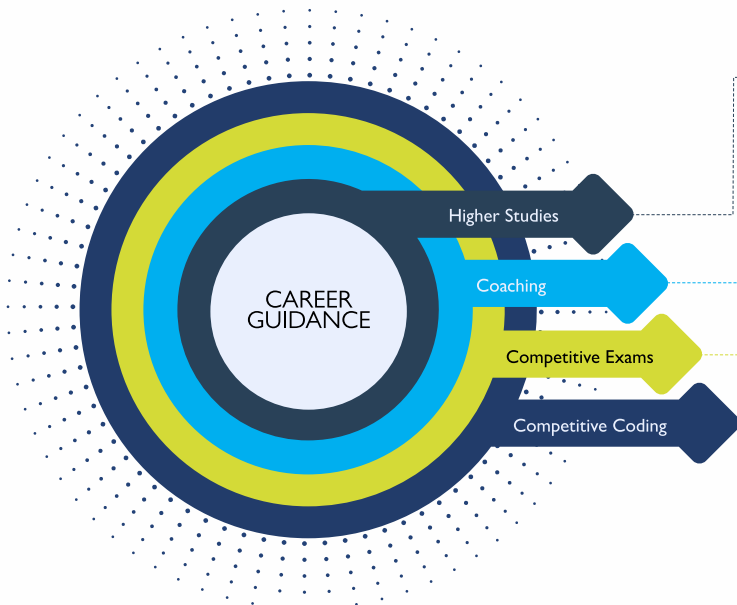 CAREER
GUIDANCE
Higher Studies
Coaching
Competitive Exams
Competitive Coding